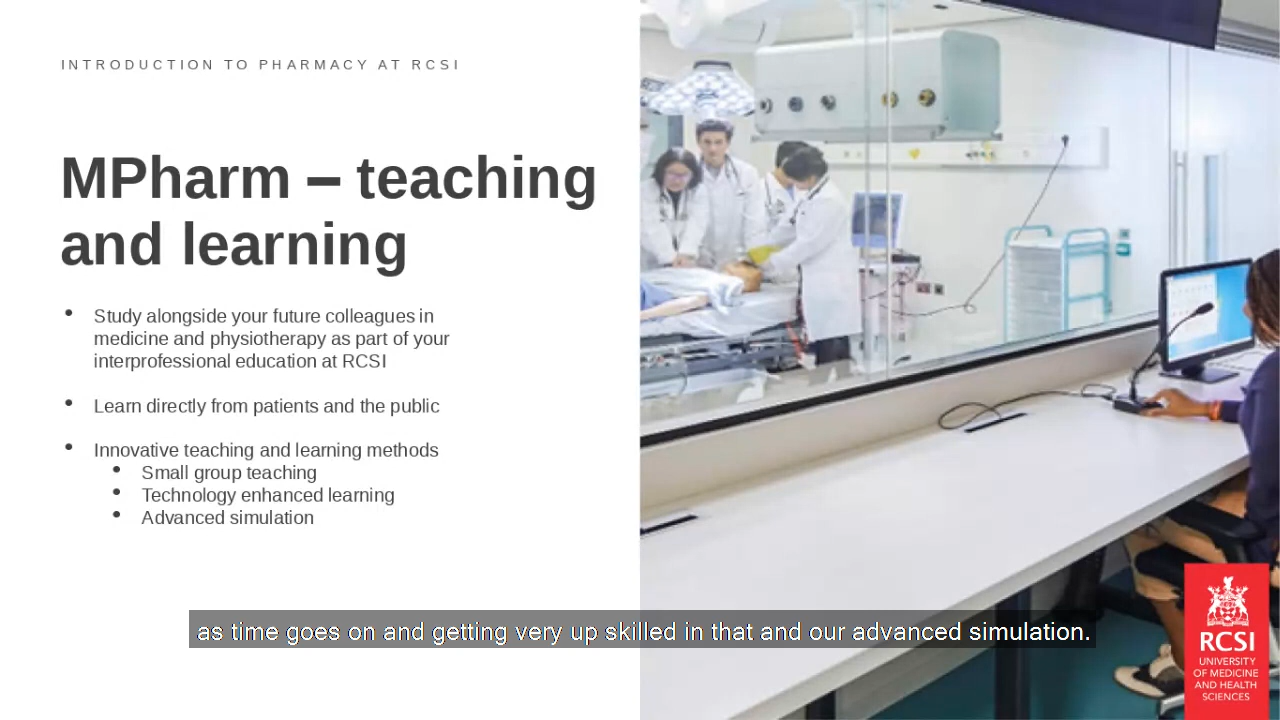 INTRODUCTION TO PHARMACY AT RCSI
MPharm – teaching
and learning
• Study alongside your future colleagues in
medicine and physiotherapy as part of your
interprofessional education at RCSI
• Learn directly from patients and the public
• Innovative teaching and learning methods
• Small group teaching
• Technology enhanced learning
• Advanced simulation
as time goes on and getting very up skilled in that and our advanced simulation.
RCSI
UNIVERSITY
OF MEDICINE
AND HEALTH
SCIENCES